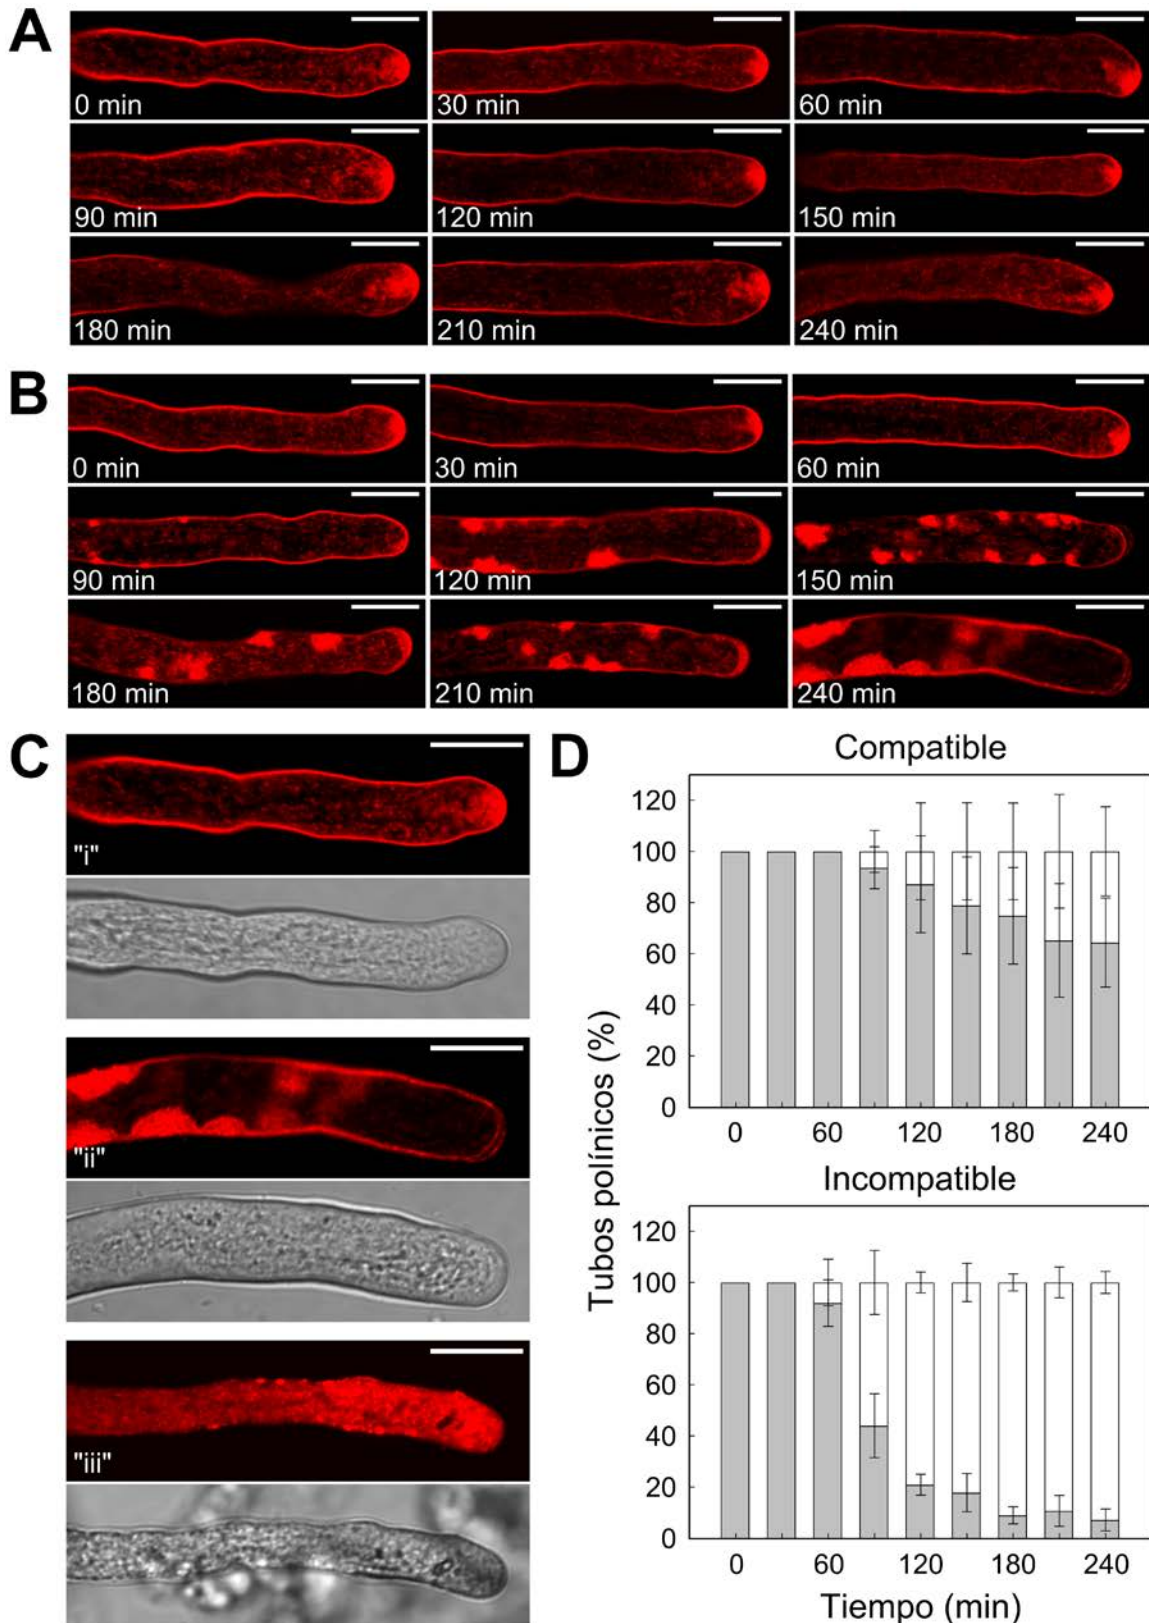 A
0 min
30 min
60 min
90 min
120 min
150 min
180 min
210 min
240 min
B
0 min
30 min
60 min
90 min
120 min
150 min
180 min
210 min
240 min
C
"i"
"ii"
"iii"
D
Compatible
120
100
80
60
40
20
0
0 60 120 180 240
Incompatible
120
100
80
60
40
20
0
0 60 120 180 240
Tubos polínicos (%)
Tiempo (min)